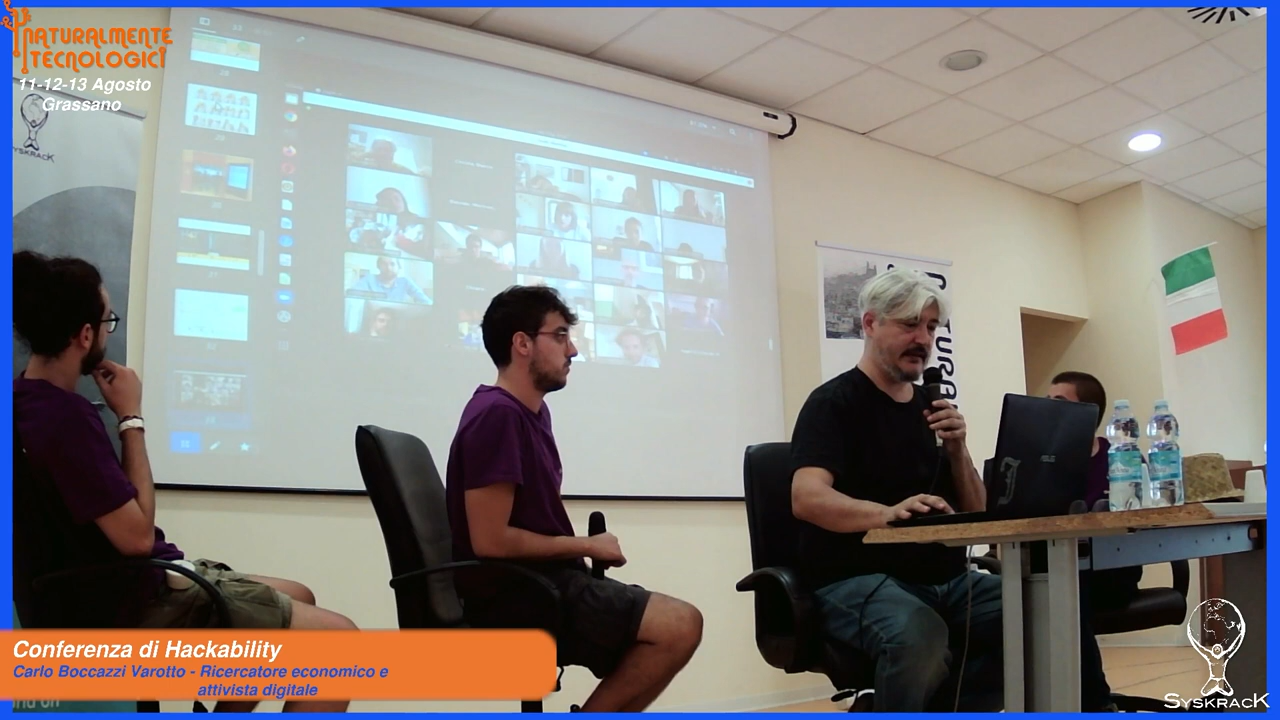 NATURALMENTE
TECNOLOGICI
11-12-13 Agosto
Grassano
SYSKRACK
ASUS
Conferenza di Hackability
Carlo Boccazzi Varotto - Ricercatore economico e
attivista digitale
SYSKRACK